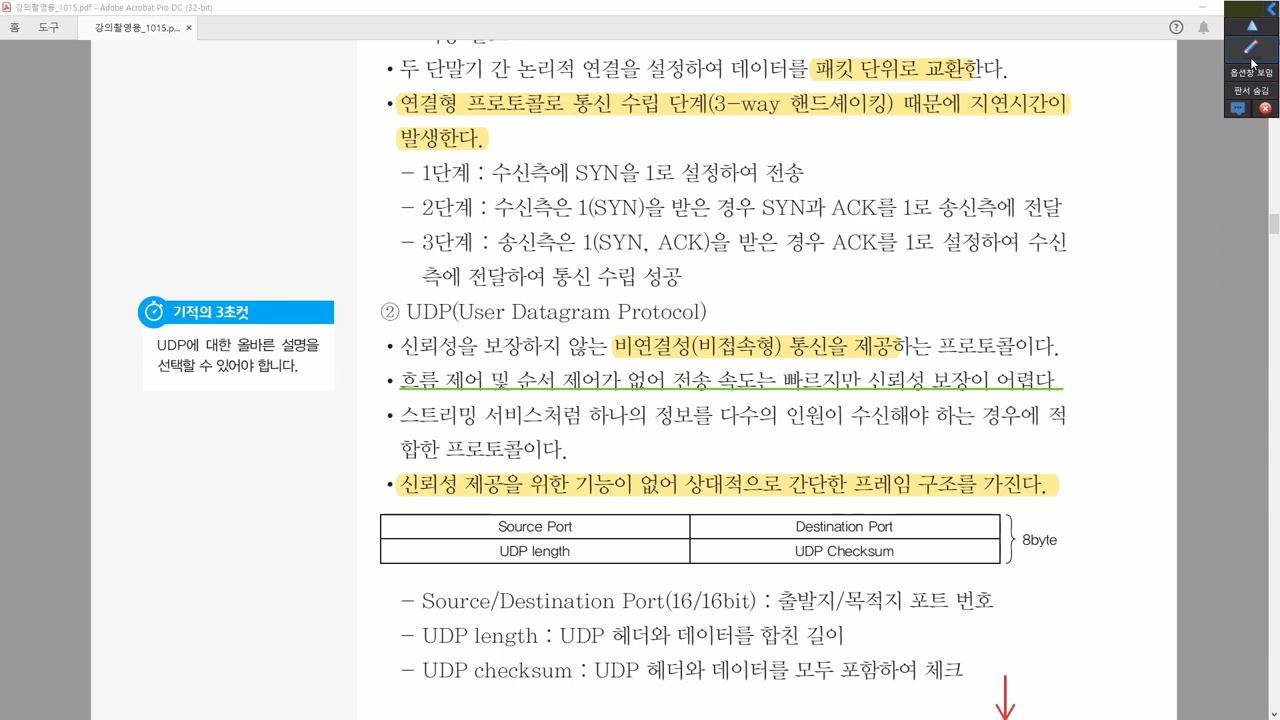 강의촬영용_1015.pdf - Adobe Acrobat Pro DC (32-bit)
홈 도구 강의촬영용_1015.p... ×
• 두 단말기 간 논리적 연결을 설정하여 데이터를 패킷 단위로 교환한다.
• 연결형 프로토콜로 통신 수립 단계(3-way 핸드셰이킹) 때문에 지연시간이
발생한다.
- 1단계 : 수신측에 SYN을 1로 설정하여 전송
- 2단계 : 수신측은 1(SYN)을 받은 경우 SYN과 ACK를 1로 송신측에 전달
- 3단계 : 송신측은 1(SYN, ACK)을 받은 경우 ACK를 1로 설정하여 수신
측에 전달하여 통신 수립 성공
기적의 3초컷
UDP에 대한 올바른 설명을
선택할 수 있어야 합니다.
② UDP(User Datagram Protocol)
• 신뢰성을 보장하지 않는 비연결성(비접속형) 통신을 제공하는 프로토콜이다.
• 흐름 제어 및 순서 제어가 없어 전송 속도는 빠르지만 신뢰성 보장이 어렵다.
• 스트리밍 서비스처럼 하나의 정보를 다수의 인원이 수신해야 하는 경우에 적
합한 프로토콜이다.
• 신뢰성 제공을 위한 기능이 없어 상대적으로 간단한 프레임 구조를 가진다.
Source Port Destination Port
UDP length UDP Checksum
8byte
- Source/Destination Port(16/16bit) : 출발지/목적지 포트 번호
- UDP length : UDP 헤더와 데이터를 합친 길이
- UDP checksum : UDP 헤더와 데이터를 모두 포함하여 체크
옵션창 보임
판서 숨김